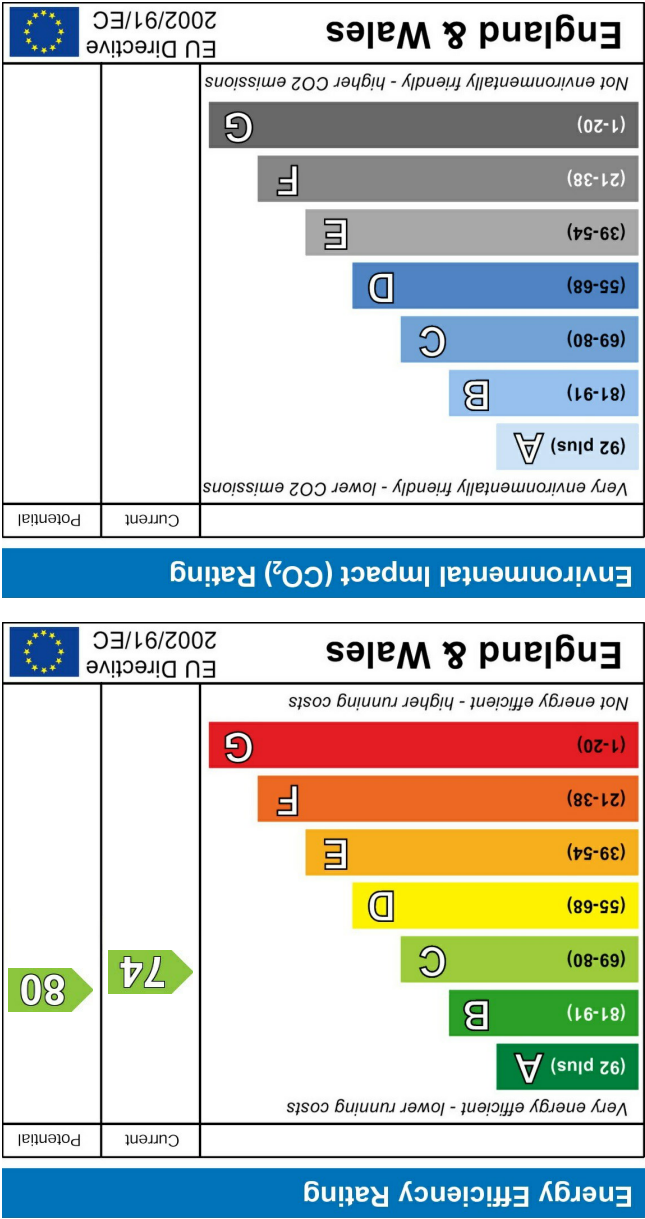 Energy Efficiency Rating
Current Potential
Very energy efficient - lower running costs
(92 plus) A
(81-91) B
(69-80) C
(55-68) D
(39-54) E
(21-38) F
(1-20) G
74
80
Not energy efficient - higher running costs
England & Wales
EU Directive
2002/91/EC
Environmental Impact (CO₂) Rating
Current Potential
Very environmentally friendly - lower CO2 emissions
(92 plus) A
(81-91) B
(69-80) C
(55-68) D
(39-54) E
(21-38) F
(1-20) G
Not environmentally friendly - higher CO2 emissions
England & Wales
EU Directive
2002/91/EC